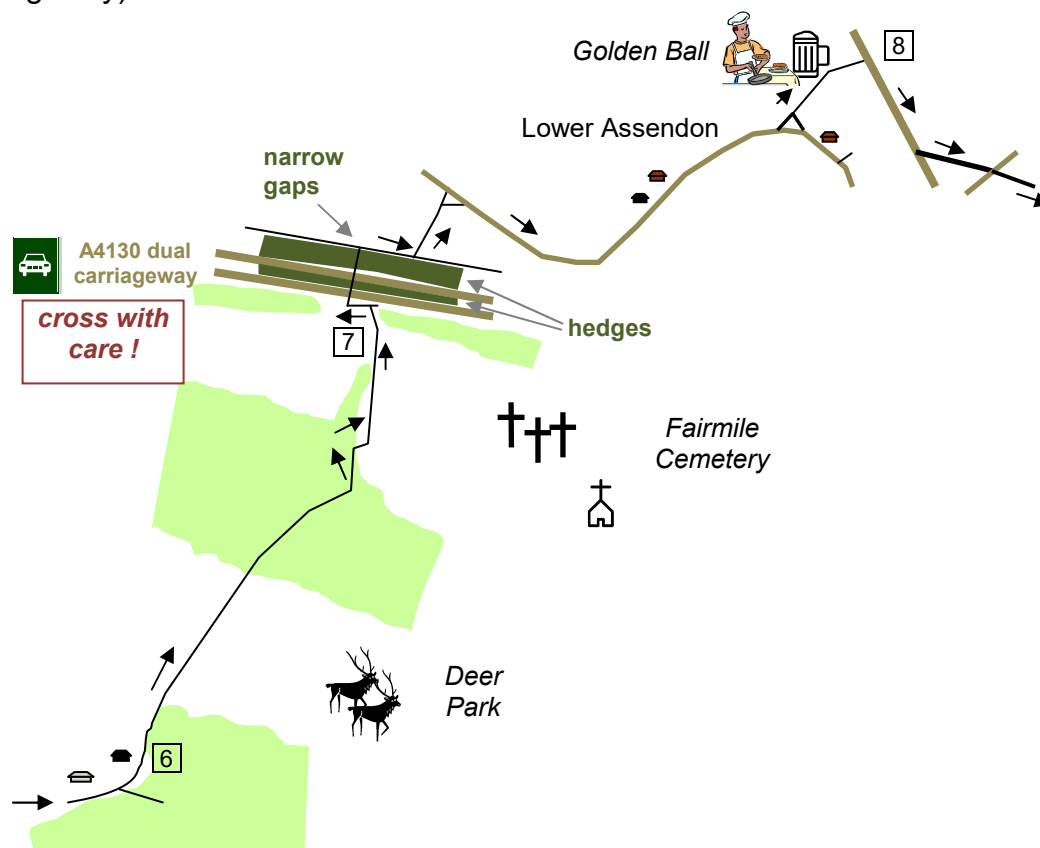 Golden Ball
8
Lower Assendon
narrow
gaps
A4130 dual
carriageway
cross with
care !
7
hedges
Fairmile
Cemetery
Deer
Park
6